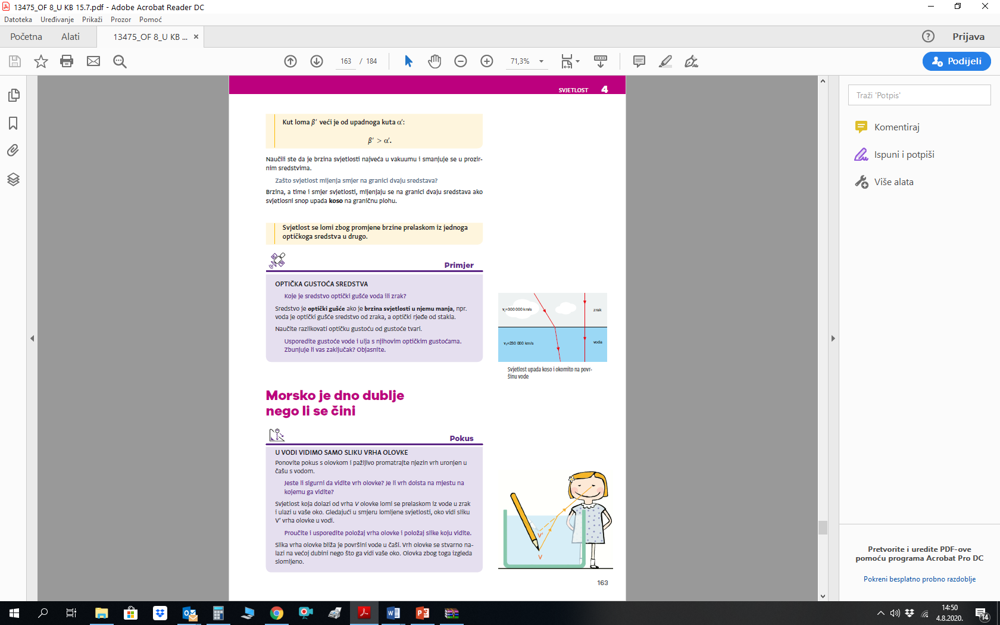 13475_OF 8_U KB 15.7.pdf - Adobe Acrobat Reader DC
Datoteka Uređivanje Prikaži Prozor Pomoć
Početna Alati 13475_OF 8_U KB ... × Prijava
163 / 184 71,3% Podijeli
SVJETLOST 4
Kut loma β′ veći je od upadnoga kuta α′:
β′ > α′.
Naučili ste da je brzina svjetlosti najveća u vakuumu i smanjuje se u prozir-
nim sredstvima.
Zašto svjetlost mijenja smjer na granici dvaju sredstava?
Brzina, a time i smjer svjetlosti, mijenjaju se na granici dvaju sredstava ako
svjetlosni snop upada koso na graničnu plohu.
Svjetlost se lomi zbog promjene brzine prelaskom iz jednoga
optičkoga sredstva u drugo.
Primjer
OPTIČKA GUSTOĆA SREDSTVA
Koje je sredstvo optički gušće voda ili zrak?
Sredstvo je optički gušće ako je brzina svjetlosti u njemu manja, npr.
voda je optički gušće sredstvo od zraka, a optički rjeđe od stakla.
Naučite razlikovati optičku gustoću od gustoće tvari.
Usporedite gustoće vode i ulja s njihovim optičkim gustoćama.
Zbunjuje li vas zaključak? Objasnite.
v₁=300 000 km/s zrak
v₂=230 000 km/s voda
Svjetlost upada koso i okomito na povr-
šinu vode
Morsko je dno dublje
nego li se čini
Pokus
U VODI VIDIMO SAMO SLIKU VRHA OLOVKE
Ponovite pokus s olovkom i pažljivo promatrajte njezin vrh uronjen u
čašu s vodom.
Jeste li sigurni da vidite vrh olovke? Je li vrh doista na mjestu na
kojemu ga vidite?
Svjetlost koja dolazi od vrha V olovke lomi se prelaskom iz vode u zrak
i ulazi u vaše oko. Gledajući u smjeru lomljene svjetlosti, oko vidi sliku
V′ vrha olovke u vodi.
Proučite i usporedite položaj vrha olovke i položaj slike koju vidite.
Slika vrha olovke bliža je površini vode u čaši. Vrh olovke se stvarno na-
lazi na većoj dubini nego što ga vidi vaše oko. Olovka zbog toga izgleda
slomljeno.
V′
V
163
Traži 'Potpis'
Komentiraj
Ispuni i potpiši
Više alata
Pretvorite i uredite PDF-ove
pomoću programa Acrobat Pro DC
Pokreni besplatno probno razdoblje
14:50
4.8.2020.
14